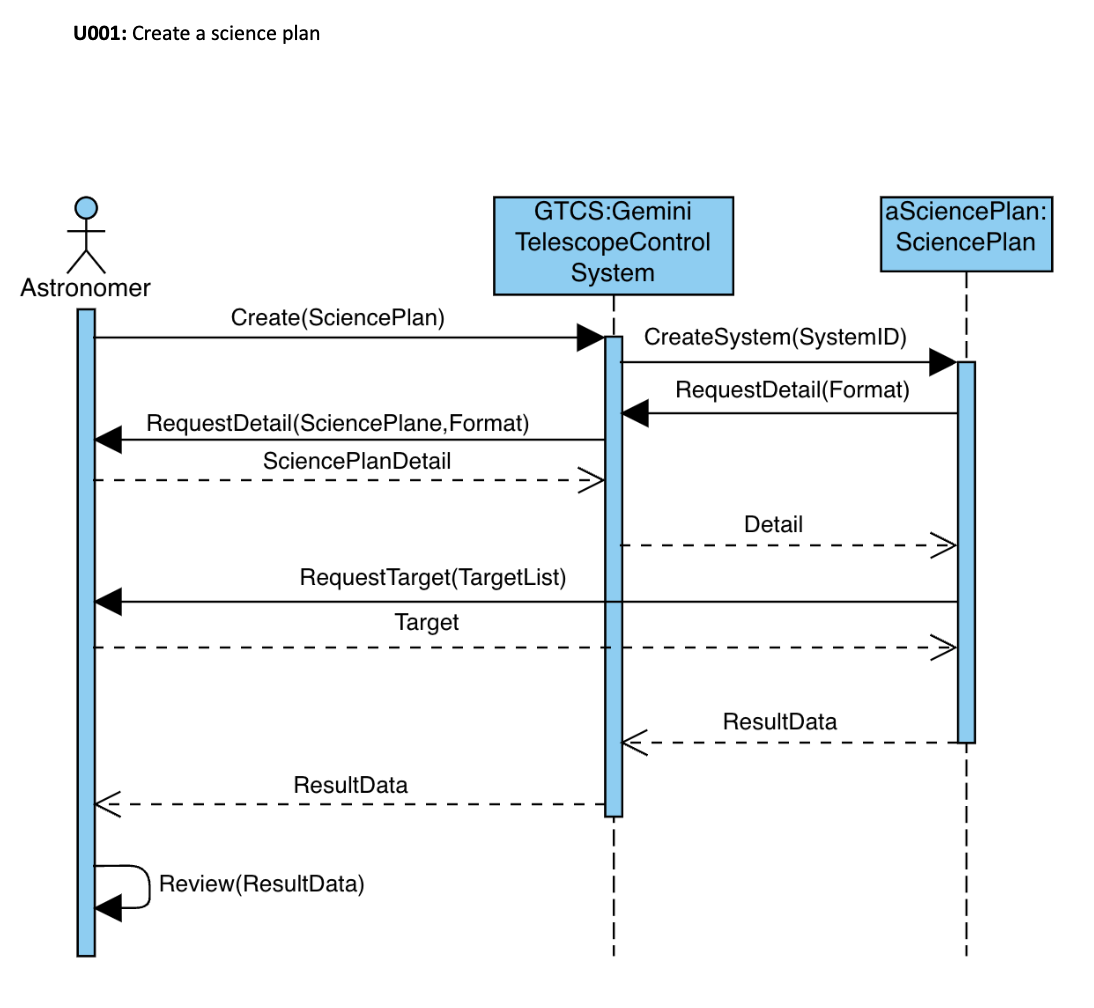 U001: Create a science plan
GTCS:Gemini
TelescopeControl
System
aSciencePlan:
SciencePlan
Astronomer
Create(SciencePlan)
CreateSystem(SystemID)
RequestDetail(Format)
RequestDetail(SciencePlane,Format)
SciencePlanDetail
Detail
RequestTarget(TargetList)
Target
ResultData
ResultData
Review(ResultData)